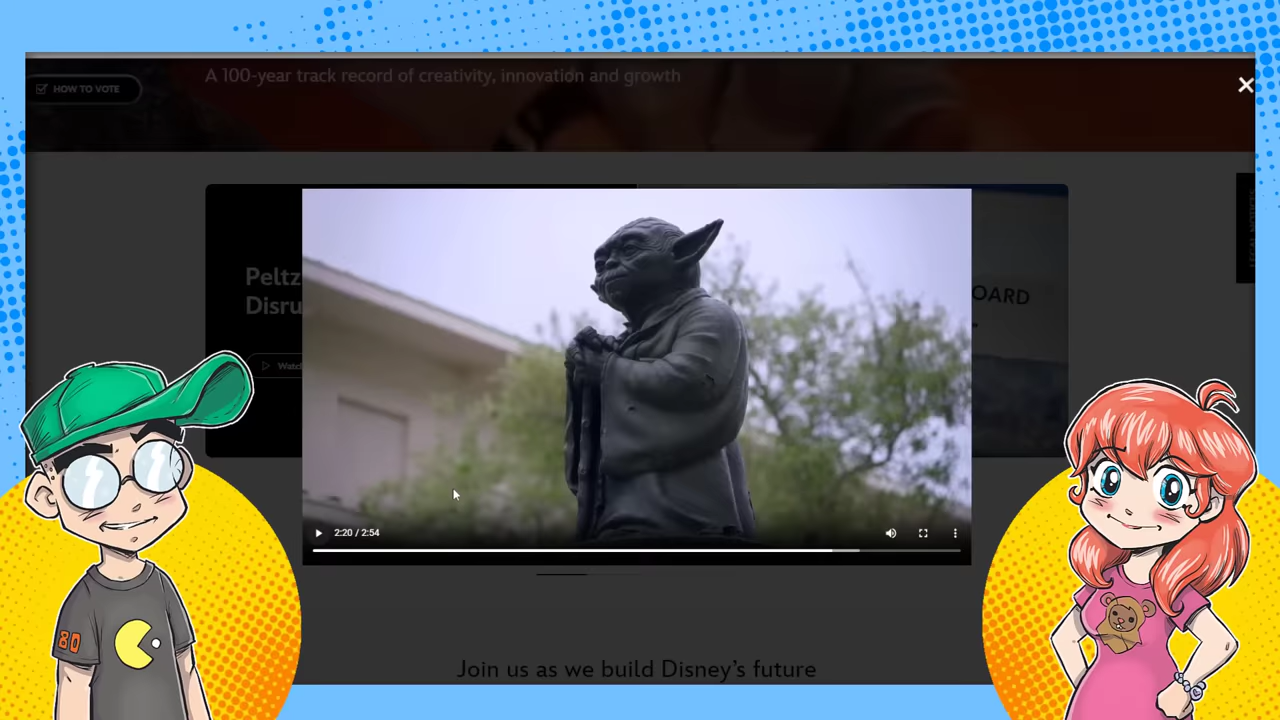 A 100-year track record of creativity, innovation and growth
HOW TO VOTE
Peltz
Disru
OARD
Watc
2:20 / 2:54
80
Join us as we build Disney's future